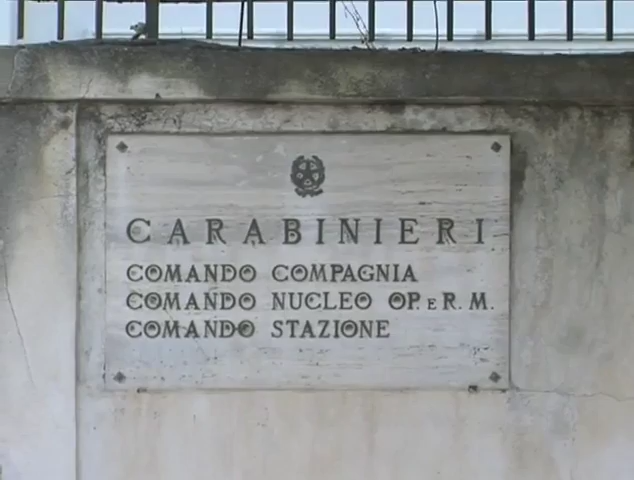 CARABINIERI
COMANDO COMPAGNIA
COMANDO NUCLEO OP. E R. M.
COMANDO STAZIONE